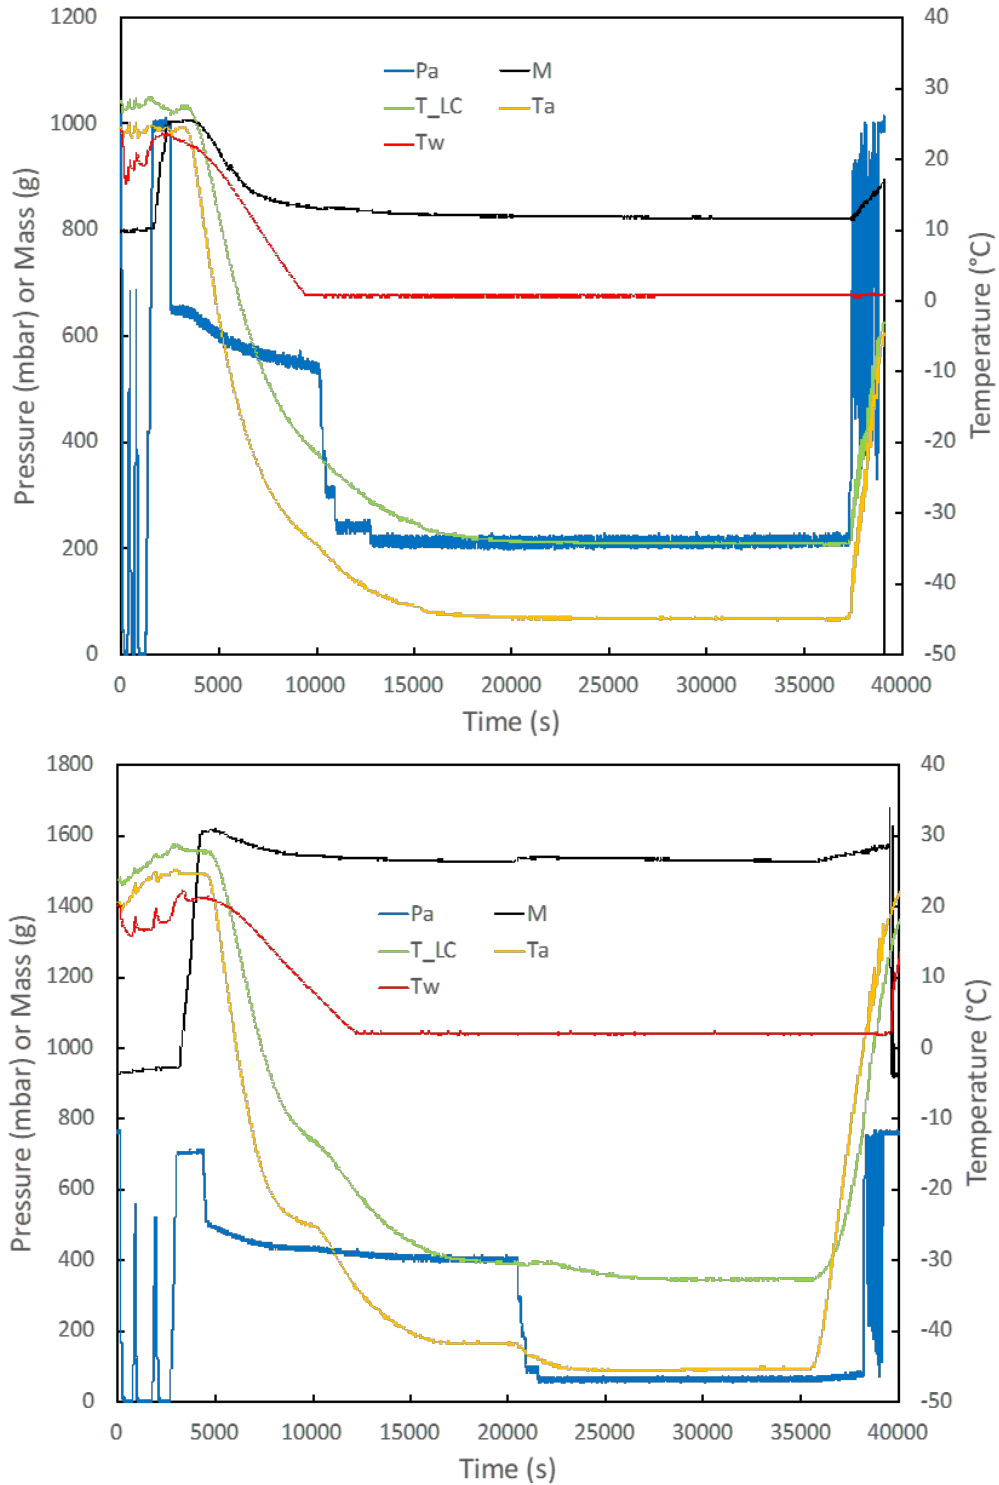 1200
1000
800
600
400
200
0
Pressure (mbar) or Mass (g)
Pa M
T_LC Ta
Tw
40
30
20
10
0
-10
-20
-30
-40
-50
Temperature (°C)
0 5000 10000 15000 20000 25000 30000 35000 40000
Time (s)
1800
1600
1400
1200
1000
800
600
400
200
0
Pressure (mbar) or Mass (g)
Pa M
T_LC Ta
Tw
40
30
20
10
0
-10
-20
-30
-40
-50
Temperature (°C)
0 5000 10000 15000 20000 25000 30000 35000 40000
Time (s)